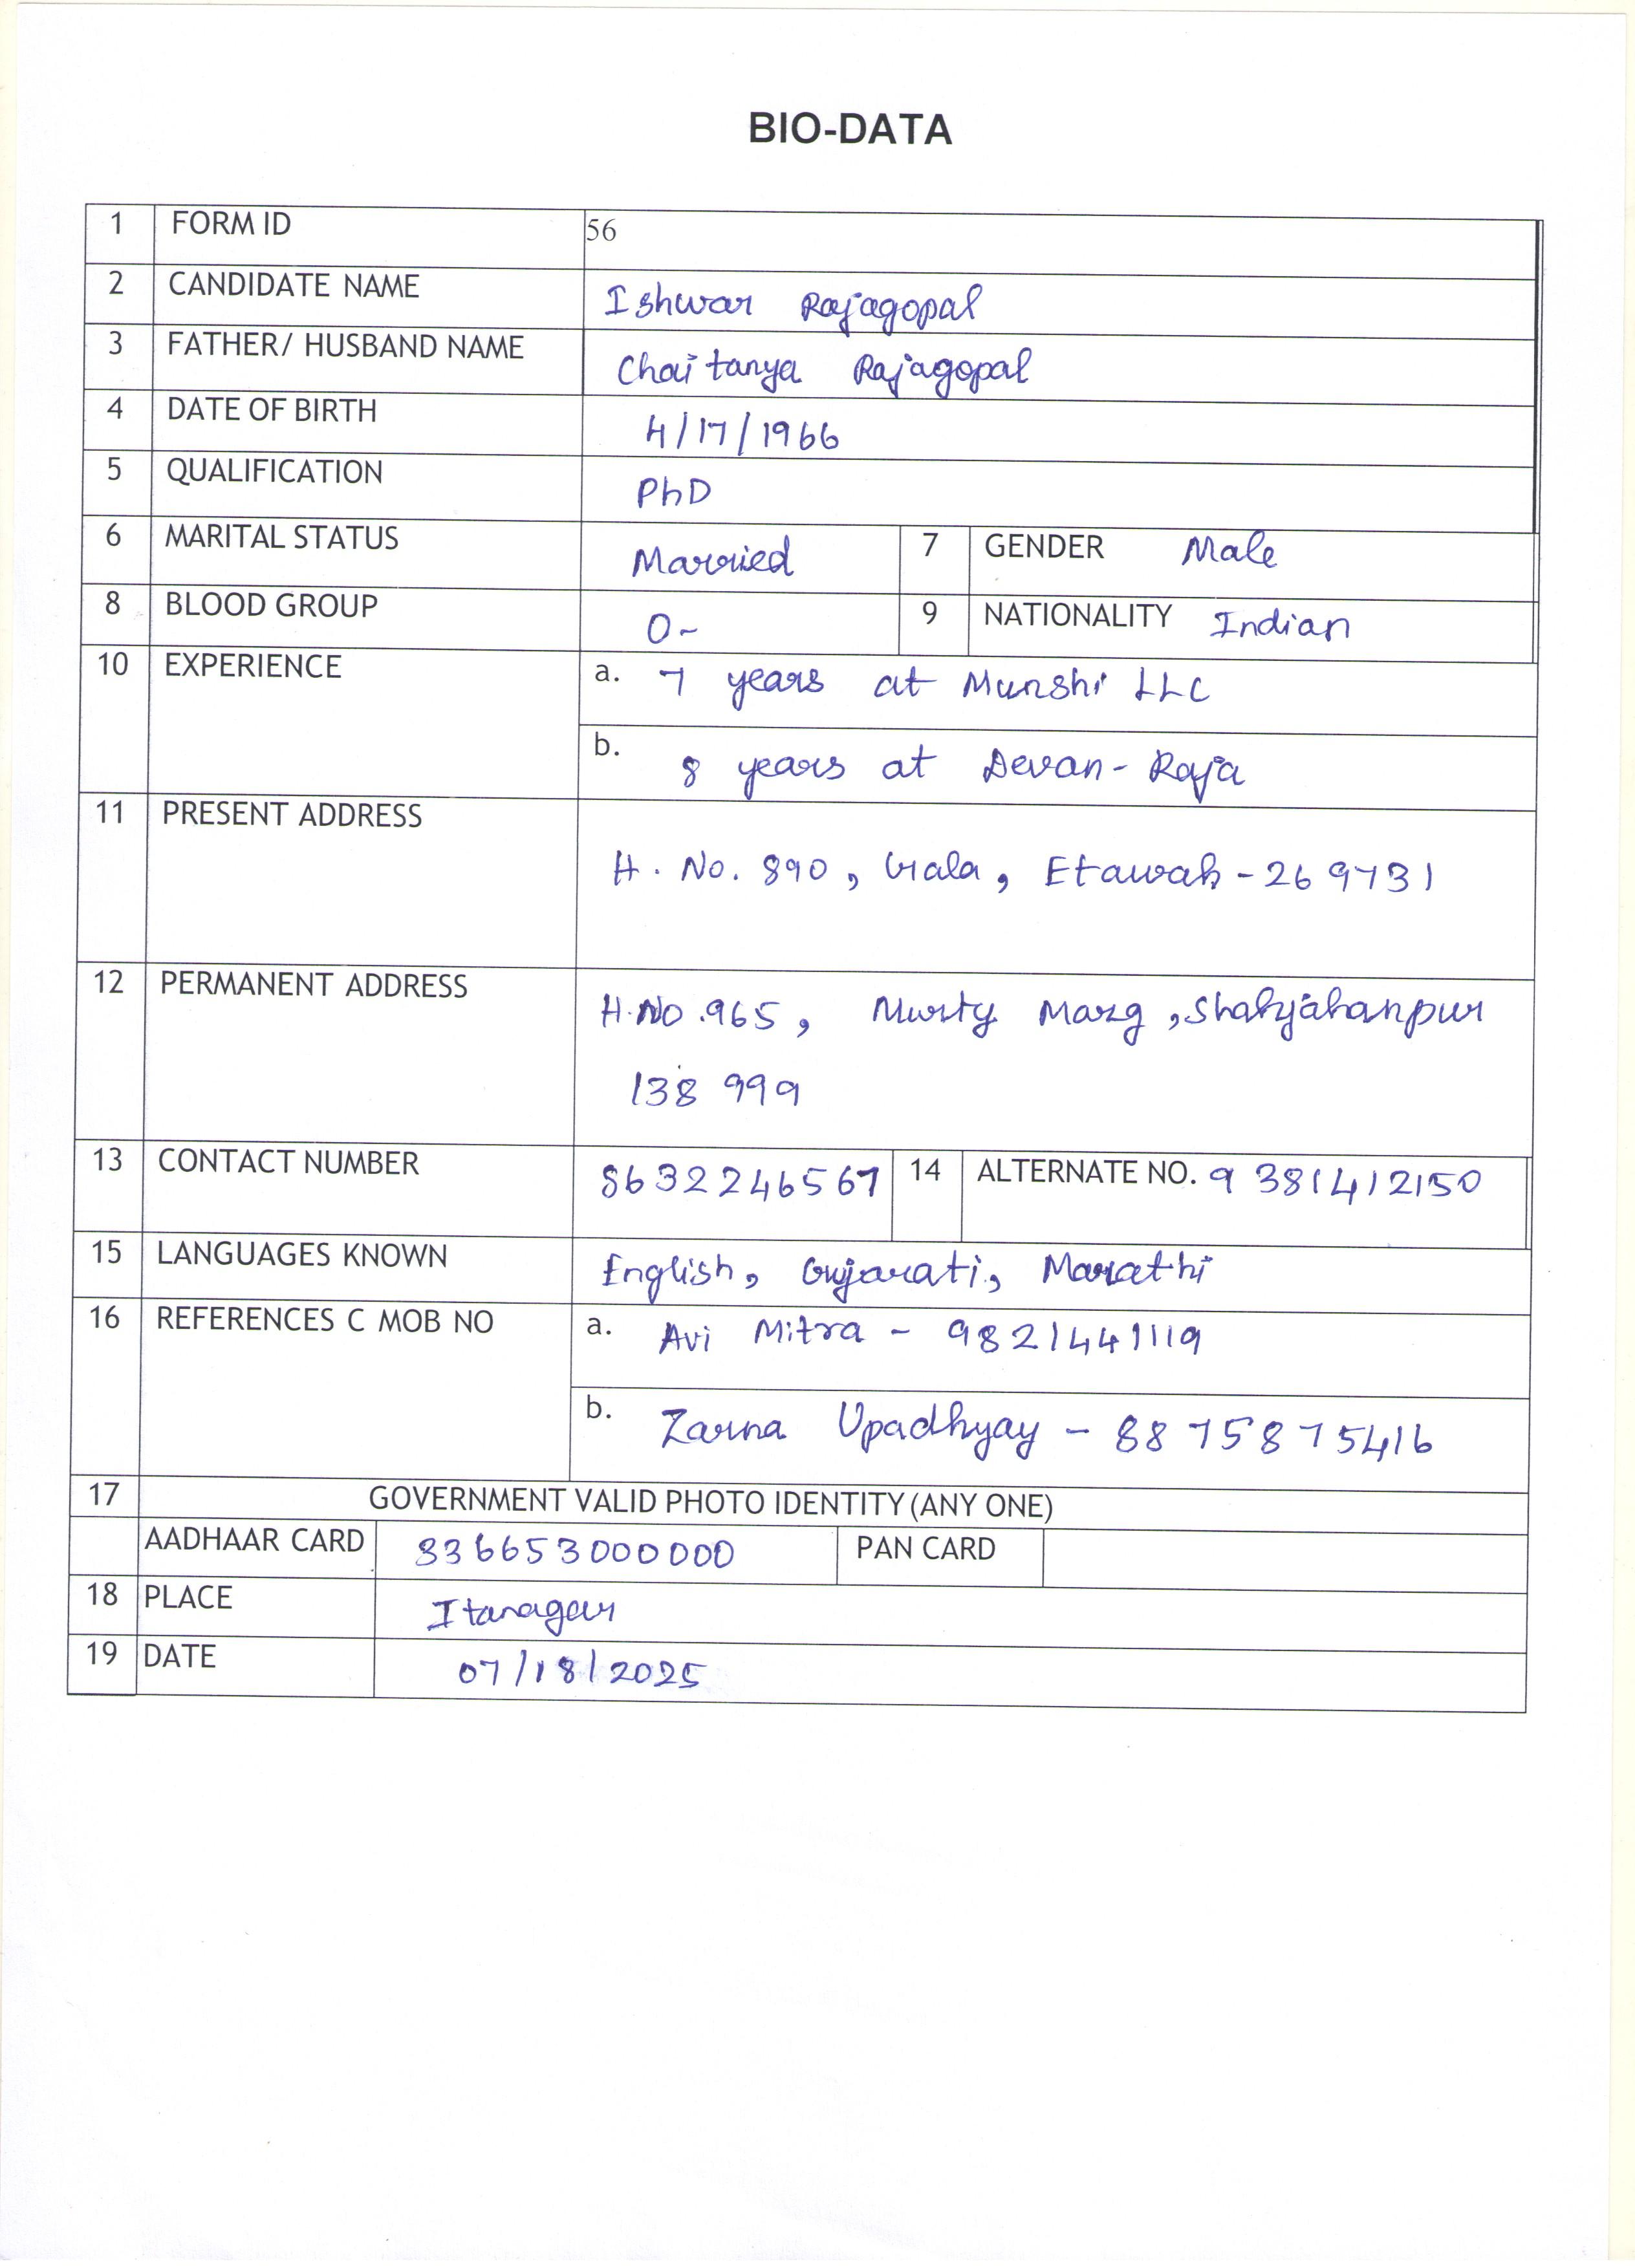 BIO-DATA
1 FORM ID 56
2 CANDIDATE NAME Ishwar Rajagopal
3 FATHER/ HUSBAND NAME Chaitanya Rajagopal
4 DATE OF BIRTH 4/17/1966
5 QUALIFICATION PhD
6 MARITAL STATUS Married 7 GENDER Male
8 BLOOD GROUP O- 9 NATIONALITY Indian
10 EXPERIENCE a. 7 years at Munshi LLC
b. 8 years at Devan-Raja
11 PRESENT ADDRESS
H. No. 890, Gala, Etawah-269731
12 PERMANENT ADDRESS H.NO.965, Murty Marg, Shahjahanpur
138 999
13 CONTACT NUMBER 8632246567 14 ALTERNATE NO. 9381412150
15 LANGUAGES KNOWN English, Gujarati, Marathi
16 REFERENCES C MOB NO a. Avi Mitra - 9821441119
b. Zarna Upadhyay - 8875875416
17 GOVERNMENT VALID PHOTO IDENTITY (ANY ONE)
AADHAAR CARD 336653000000 PAN CARD
18 PLACE Itanagar
19 DATE 07/18/2025